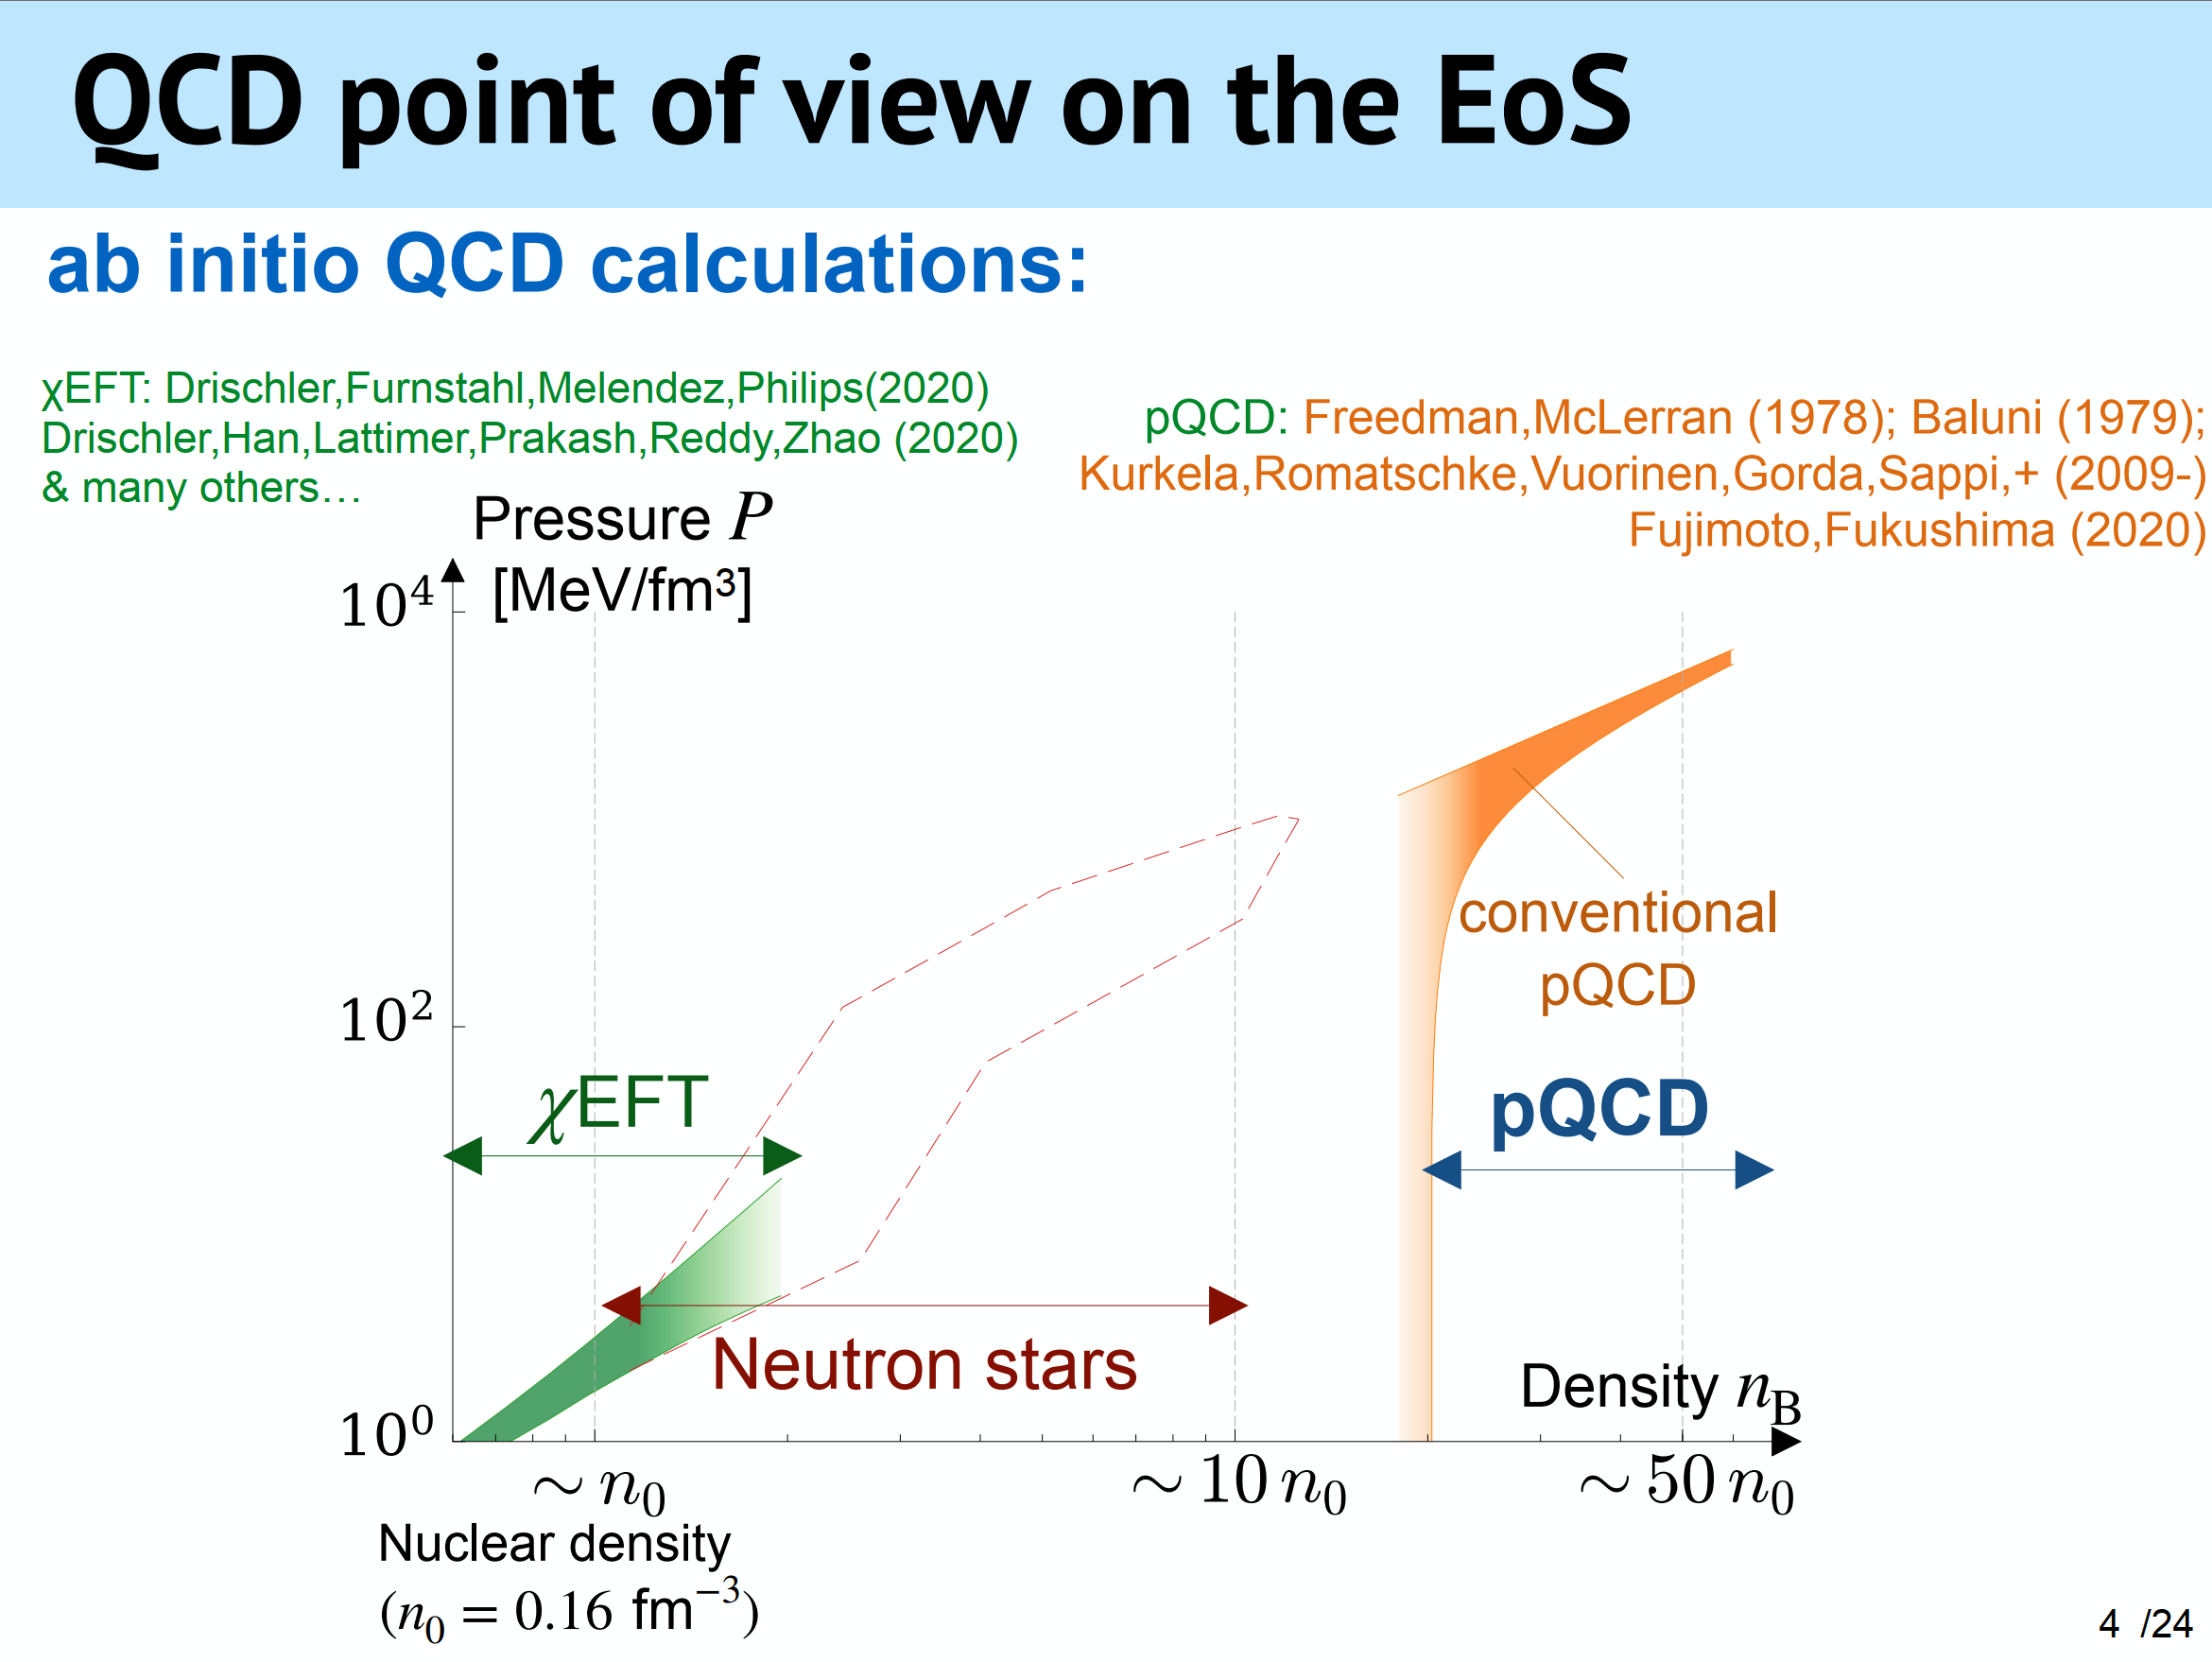 QCD point of view on the EoS
ab initio QCD calculations:
χEFT: Drischler,Furnstahl,Melendez,Philips(2020)
Drischler,Han,Lattimer,Prakash,Reddy,Zhao (2020)
& many others…
pQCD: Freedman,McLerran (1978); Baluni (1979);
Kurkela,Romatschke,Vuorinen,Gorda,Sappi,+ (2009-)
Fujimoto,Fukushima (2020)
Pressure P
[MeV/fm³]
10⁴
10²
10⁰
χEFT
Neutron stars
conventional
pQCD
pQCD
Density n_B
∼ n₀
∼ 10 n₀
∼ 50 n₀
Nuclear density
(n₀ = 0.16 fm⁻³)
4 /24